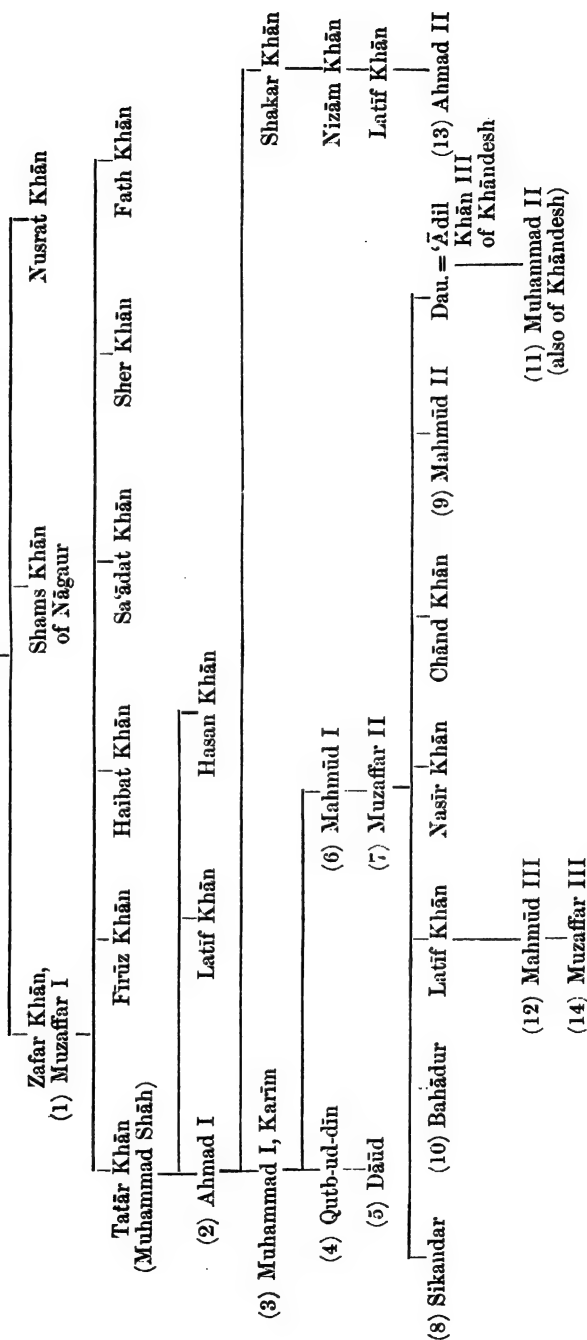 Zafar Khān,
(1) Muzaffar I
Shams Khān
of Nāgaur
Nusrat Khān
Tatār Khān
(Muhammad Shāh)
Fīrūz Khān
Haibat Khān
Sa‘ādat Khān
Sher Khān
Fath Khān
(2) Ahmad I
Latīf Khān
Hasan Khān
(3) Muhammad I, Karīm
Shakar Khān
(4) Qutb-ud-dīn
(6) Mahmūd I
Nizām Khān
(5) Dāūd
(7) Muzaffar II
Latīf Khān
(8) Sikandar
(10) Bahādur
Latīf Khān
Nasīr Khān
Chānd Khān
(9) Mahmūd II
Dau. = ‘Ādil
Khān III
of Khāndesh
(13) Ahmad II
(12) Mahmūd III
(11) Muhammad II
(also of Khāndesh)
(14) Muzaffar III